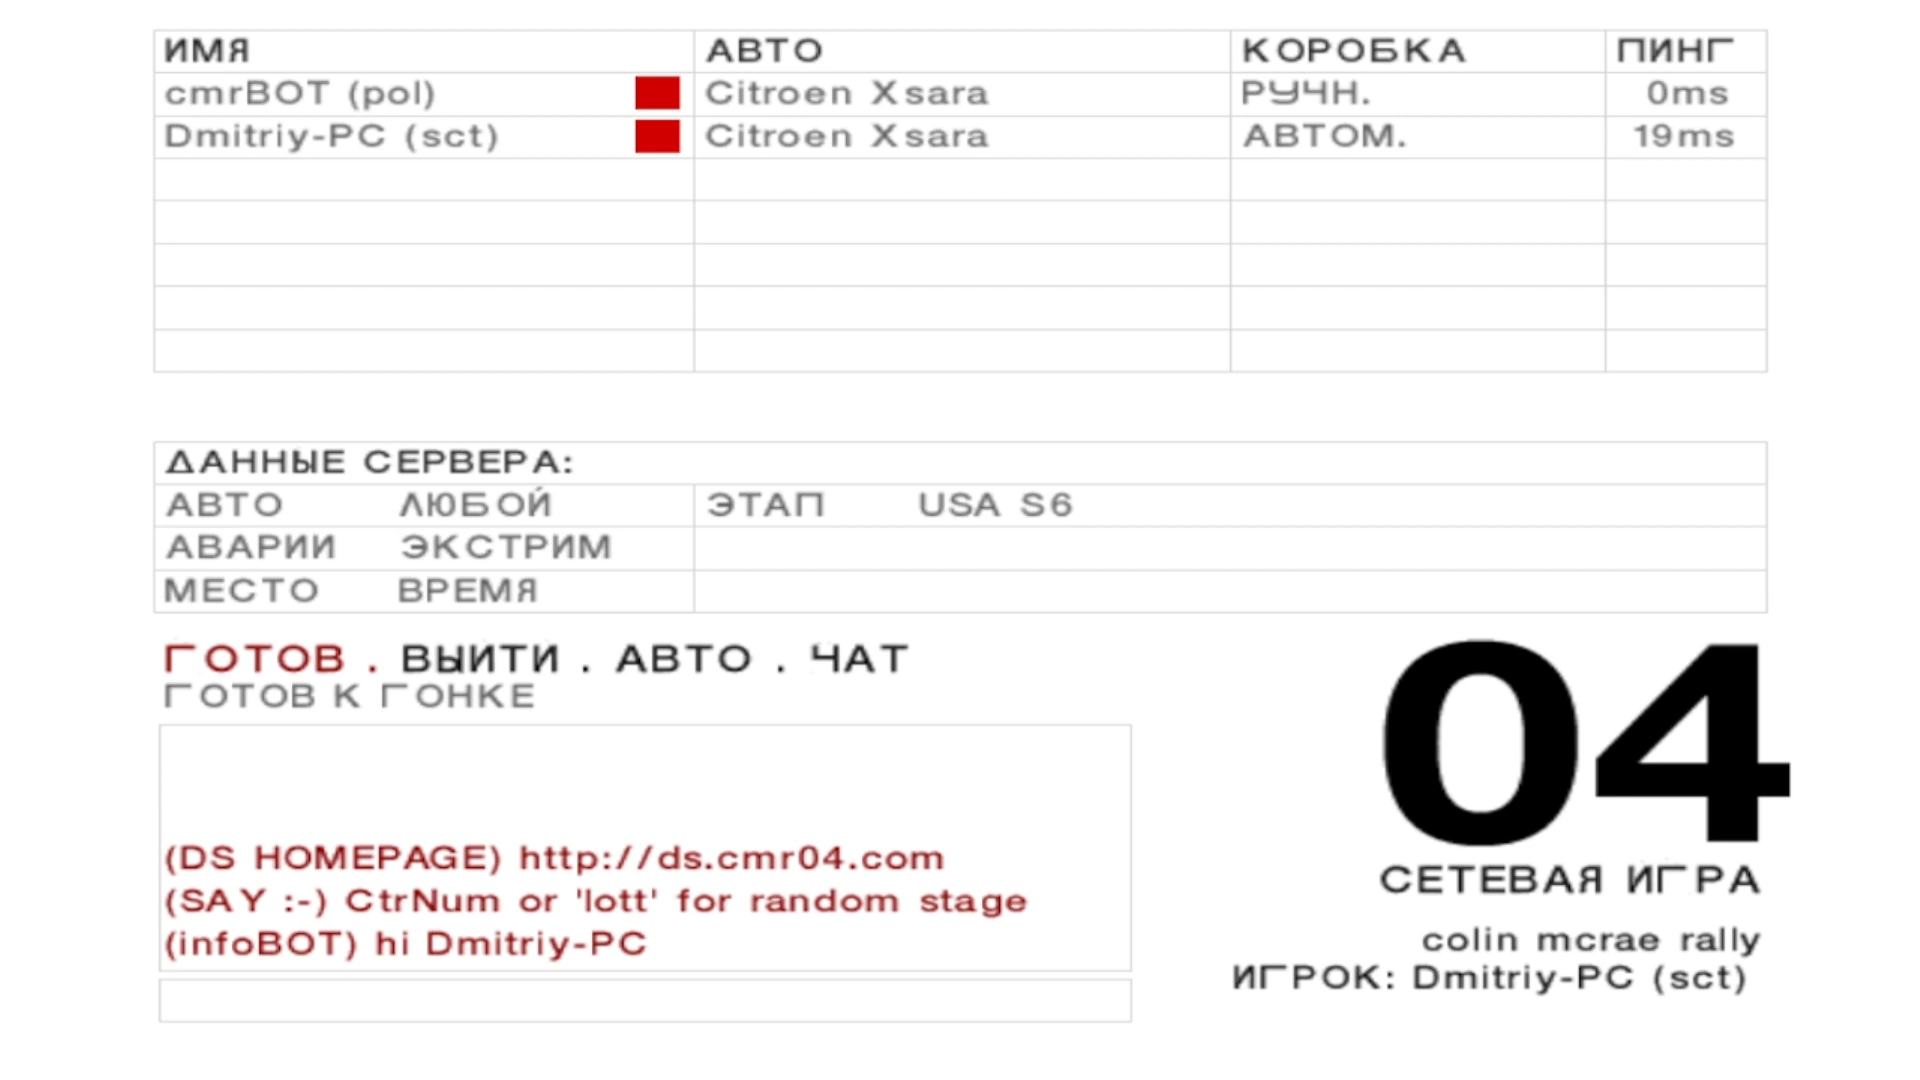 ИМЯ АВТО КОРОБКА ПИНГ
cmrBOT (pol) Citroen Xsara РУЧН. 0ms
Dmitriy-PC (sct) Citroen Xsara АВТОМ. 19ms
ДАННЫЕ СЕРВЕРА:
АВТО ЛЮБОЙ ЭТАП USA S6
АВАРИИ ЭКСТРИМ
МЕСТО ВРЕМЯ
ГОТОВ . ВЫЙТИ . АВТО . ЧАТ
ГОТОВ К ГОНКЕ
(DS HOMEPAGE) http://ds.cmr04.com
(SAY :-) CtrNum or 'lott' for random stage
(infoBOT) hi Dmitriy-PC
04
СЕТЕВАЯ ИГРА
colin mcrae rally
ИГРОК: Dmitriy-PC (sct)